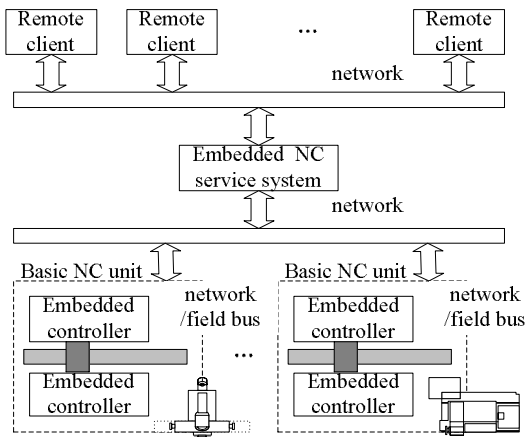 Remote
client
Remote
client
...
Remote
client
network
Embedded NC
service system
network
Basic NC unit
network
/field bus
Embedded
controller
Embedded
controller
...
Basic NC unit
network
/field bus
Embedded
controller
Embedded
controller